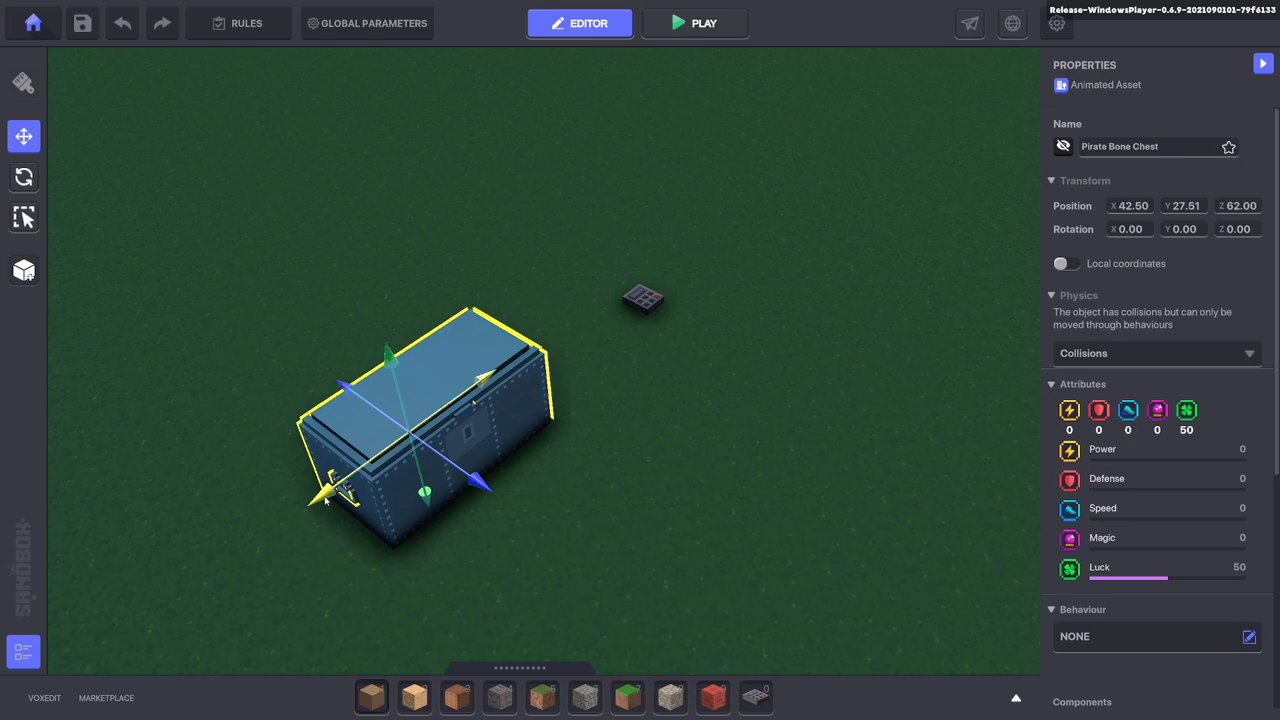 Release-WindowsPlayer-0.6.9-2021090101-79f6133
RULES
GLOBAL PARAMETERS
EDITOR
PLAY
PROPERTIES
Animated Asset
Name
Pirate Bone Chest
Transform
Position X 42.50 Y 27.51 Z 62.00
Rotation X 0.00 Y 0.00 Z 0.00
Local coordinates
Physics
The object has collisions but can only be
moved through behaviours
Collisions
Attributes
0 0 0 0 50
Power 0
Defense 0
Speed 0
Magic 0
Luck 50
Behaviour
NONE
Components
THE SANDBOX
VOXEDIT
MARKETPLACE